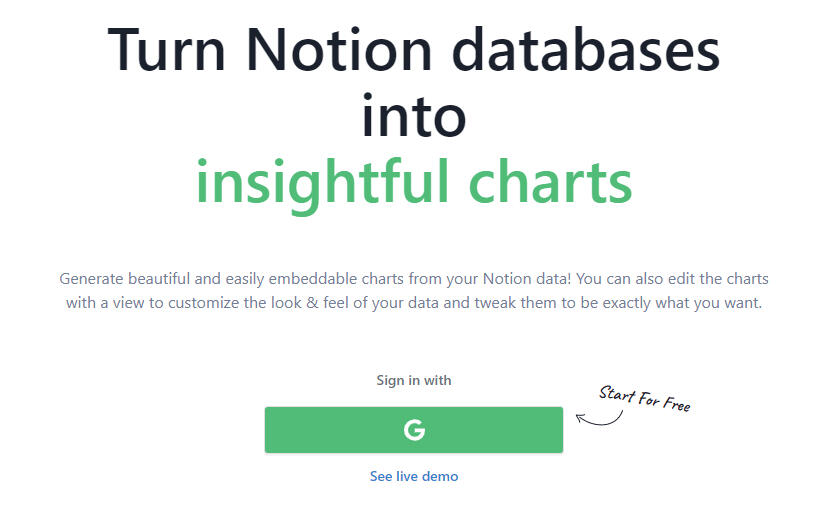 Turn Notion databases
into
insightful charts
Generate beautiful and easily embeddable charts from your Notion data! You can also edit the charts
with a view to customize the look & feel of your data and tweak them to be exactly what you want.
Sign in with
Start For Free
G
See live demo